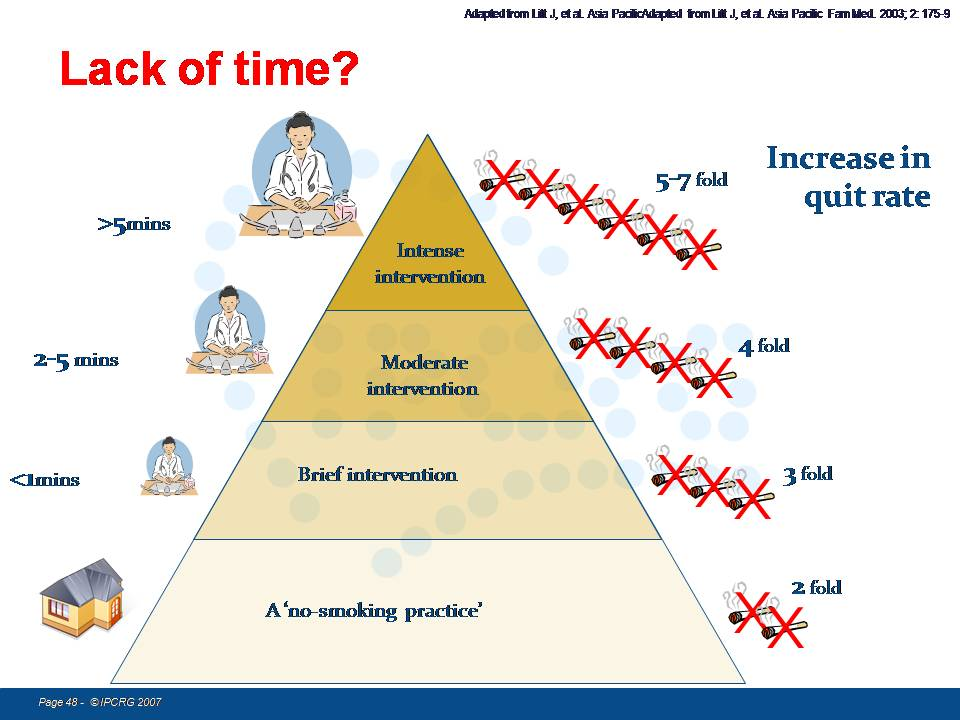 Adapted from Litt J, et al. Asia PacificAdapted from Litt J, et al. Asia Pacific Fam Med. 2003; 2: 175-9
Lack of time?
Increase in
quit rate
5-7 fold
>5mins
Intense
intervention
2-5 mins
Moderate
intervention
4 fold
<1mins
Brief intervention
3 fold
A ‘no-smoking practice’
2 fold
Page 48 - © IPCRG 2007